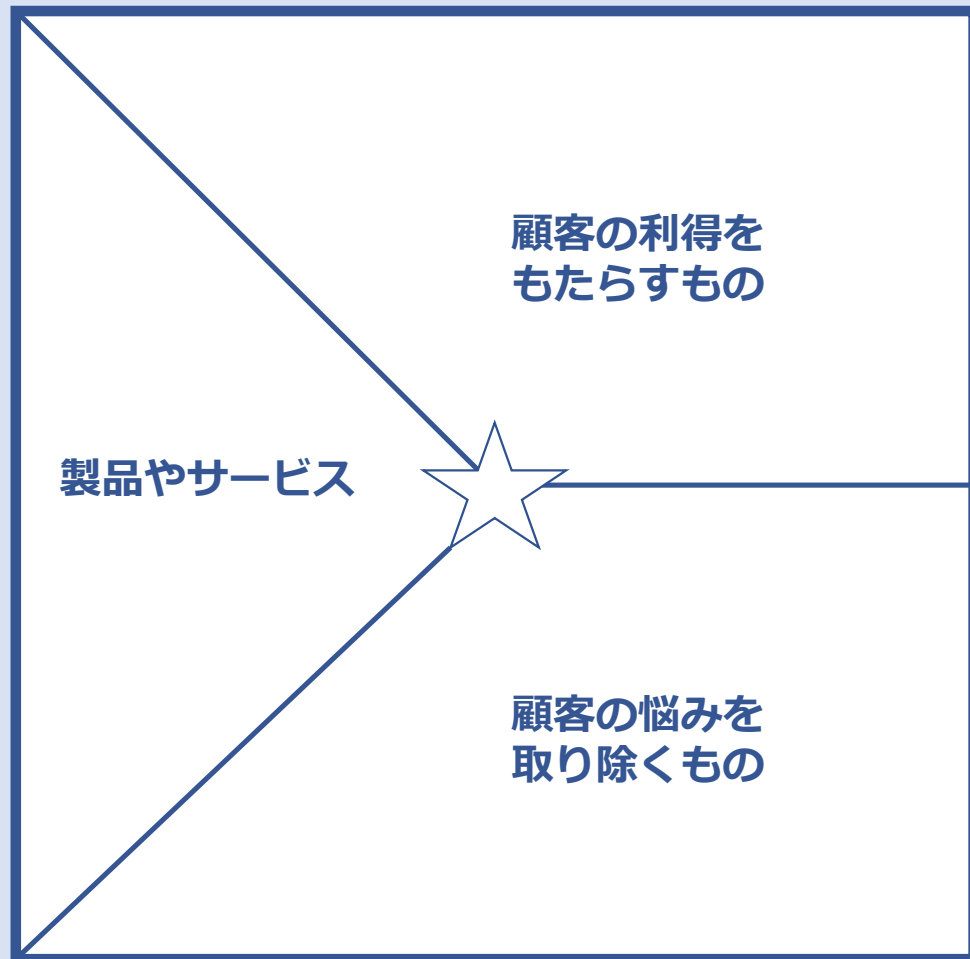 顧客の利得を
もたらすもの
製品やサービス
顧客の悩みを
取り除くもの